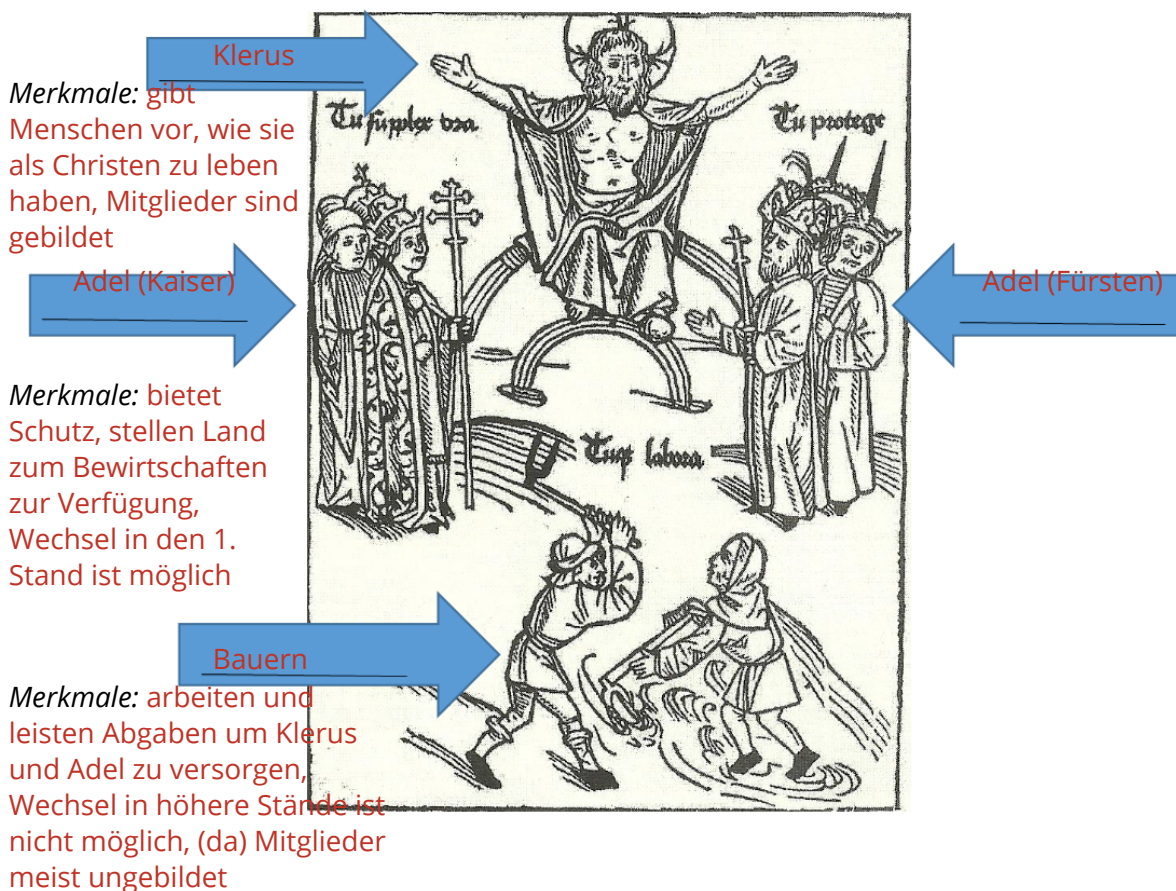 Klerus
Merkmale: gibt
Menschen vor, wie sie
als Christen zu leben
haben, Mitglieder sind
gebildet
Tu supplex ora
Tu protege
Adel (Kaiser)
Adel (Fürsten)
Merkmale: bietet
Schutz, stellen Land
zum Bewirtschaften
zur Verfügung,
Wechsel in den 1.
Stand ist möglich
Tuqʒ labora
Bauern
Merkmale: arbeiten und
leisten Abgaben um Klerus
und Adel zu versorgen,
Wechsel in höhere Stände ist
nicht möglich, (da) Mitglieder
meist ungebildet